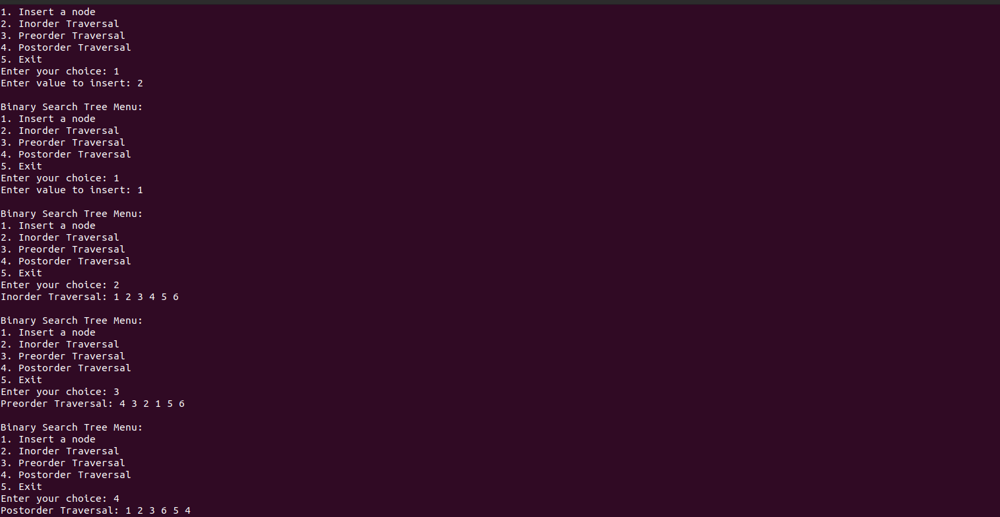 1. Insert a node
2. Inorder Traversal
3. Preorder Traversal
4. Postorder Traversal
5. Exit
Enter your choice: 1
Enter value to insert: 2

Binary Search Tree Menu:
1. Insert a node
2. Inorder Traversal
3. Preorder Traversal
4. Postorder Traversal
5. Exit
Enter your choice: 1
Enter value to insert: 1

Binary Search Tree Menu:
1. Insert a node
2. Inorder Traversal
3. Preorder Traversal
4. Postorder Traversal
5. Exit
Enter your choice: 2
Inorder Traversal: 1 2 3 4 5 6

Binary Search Tree Menu:
1. Insert a node
2. Inorder Traversal
3. Preorder Traversal
4. Postorder Traversal
5. Exit
Enter your choice: 3
Preorder Traversal: 4 3 2 1 5 6

Binary Search Tree Menu:
1. Insert a node
2. Inorder Traversal
3. Preorder Traversal
4. Postorder Traversal
5. Exit
Enter your choice: 4
Postorder Traversal: 1 2 3 6 5 4